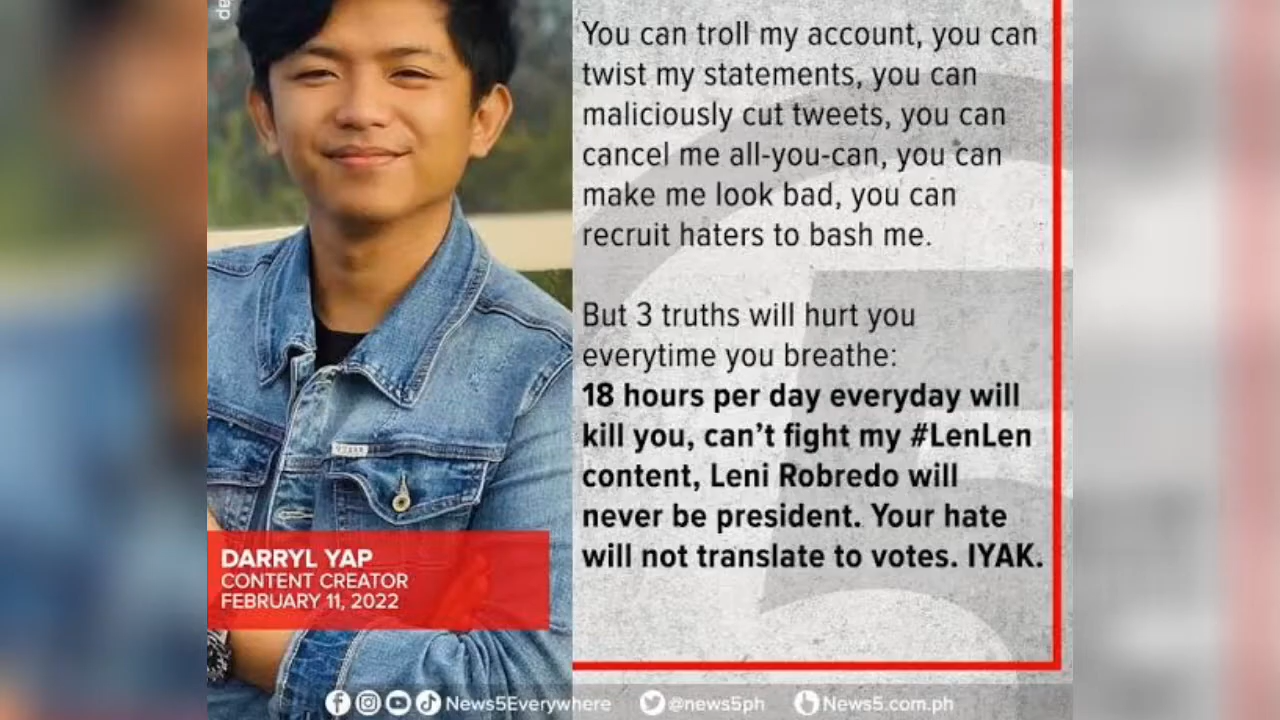 You can troll my account, you can
twist my statements, you can
maliciously cut tweets, you can
cancel me all-you-can, you can
make me look bad, you can
recruit haters to bash me.
But 3 truths will hurt you
everytime you breathe:
18 hours per day everyday will
kill you, can't fight my #LenLen
content, Leni Robredo will
never be president. Your hate
will not translate to votes. IYAK.
DARRYL YAP
CONTENT CREATOR
FEBRUARY 11, 2022
News5Everywhere @news5ph News5.com.ph